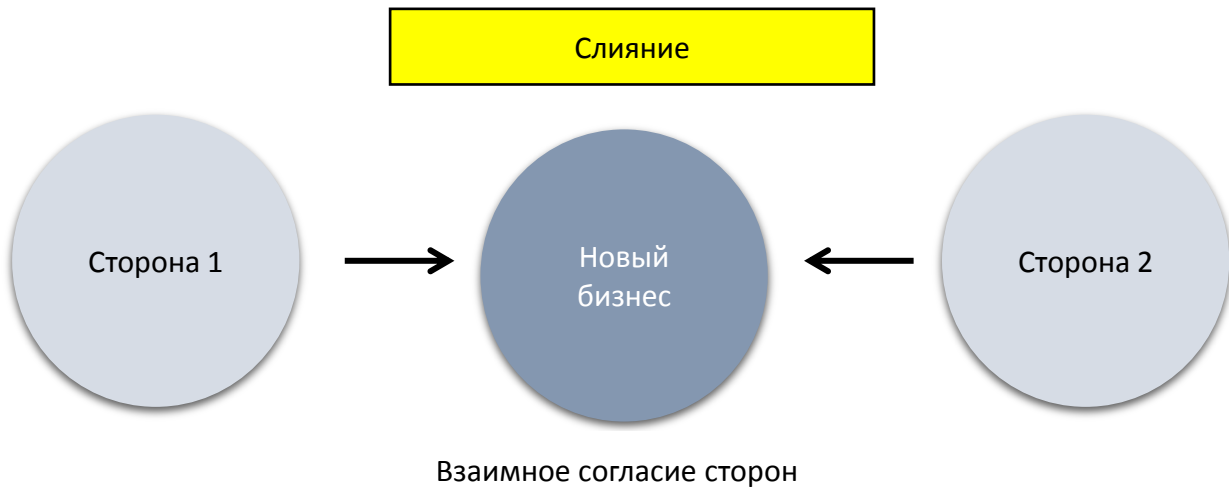 Слияние
Сторона 1
Новый
бизнес
Сторона 2
Взаимное согласие сторон